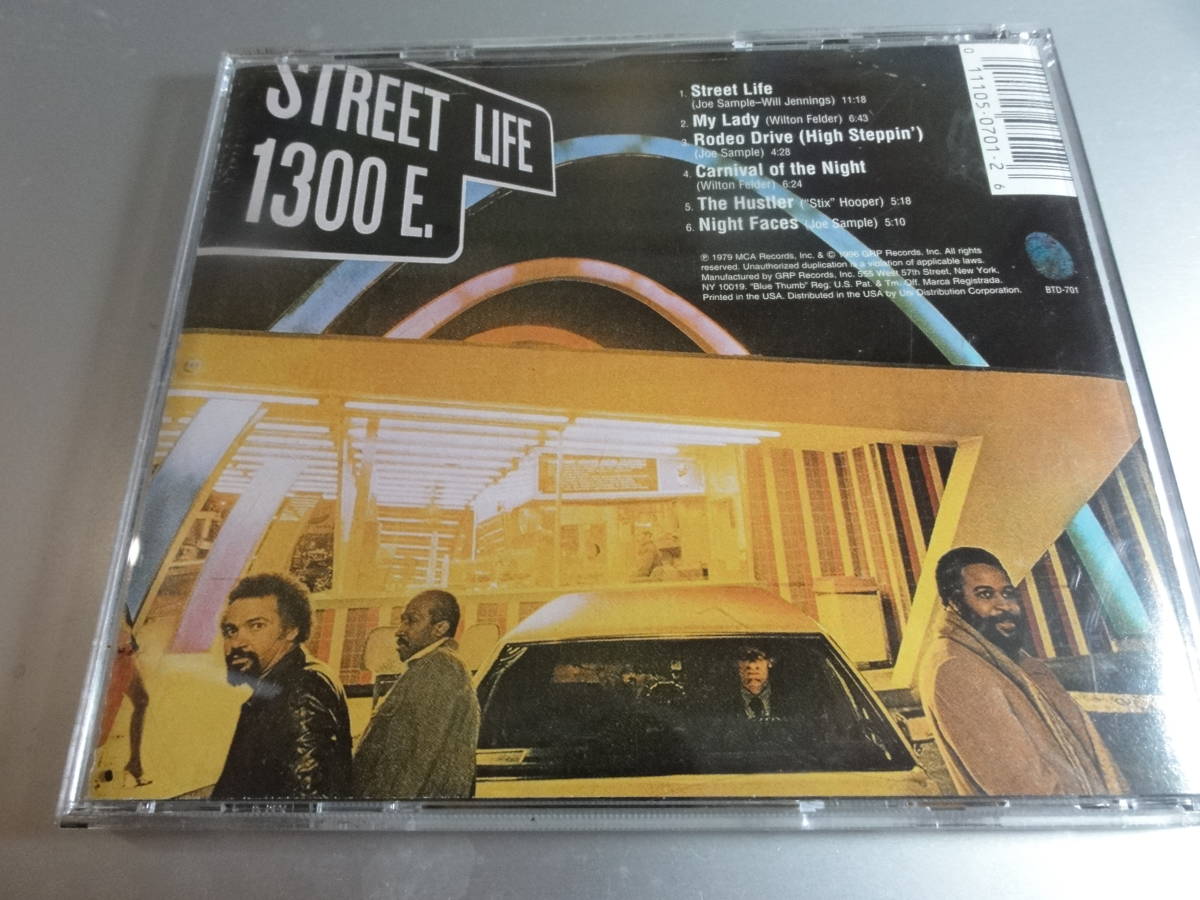 STREET LIFE
1300 E.
1. Street Life
(Joe Sample–Will Jennings) 11:18
2. My Lady (Wilton Felder) 6:43
3. Rodeo Drive (High Steppin')
(Joe Sample) 4:28
4. Carnival of the Night
(Wilton Felder) 6:24
5. The Hustler ("Stix" Hooper) 5:18
6. Night Faces (Joe Sample) 5:10
℗ 1979 MCA Records, Inc. & © 1996 GRP Records, Inc. All rights
reserved. Unauthorized duplication is a violation of applicable laws.
Manufactured by GRP Records, Inc. 555 West 57th Street, New York,
NY 10019. "Blue Thumb" Reg. U.S. Pat. & Tm. Off. Marca Registrada.
Printed in the USA. Distributed in the USA by Uni Distribution Corporation.
BTD-701
0 11105-0701-2 6